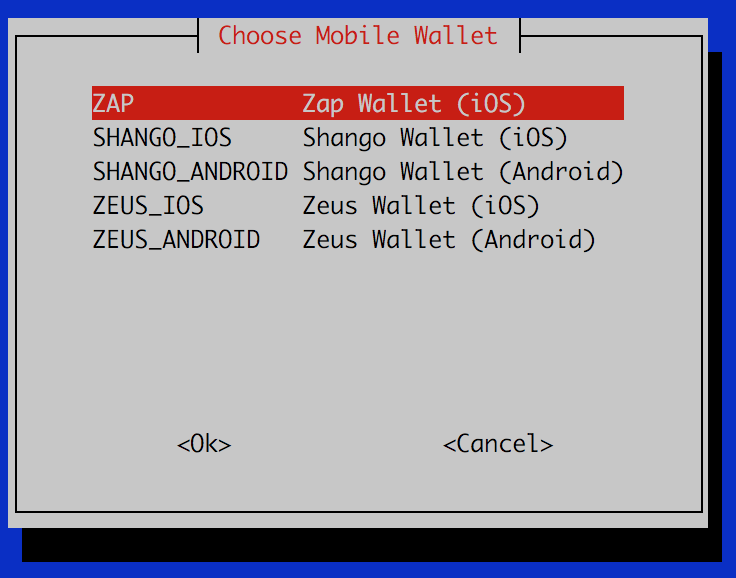 Choose Mobile Wallet
ZAP Zap Wallet (iOS)
SHANGO_IOS Shango Wallet (iOS)
SHANGO_ANDROID Shango Wallet (Android)
ZEUS_IOS Zeus Wallet (iOS)
ZEUS_ANDROID Zeus Wallet (Android)
<Ok> <Cancel>